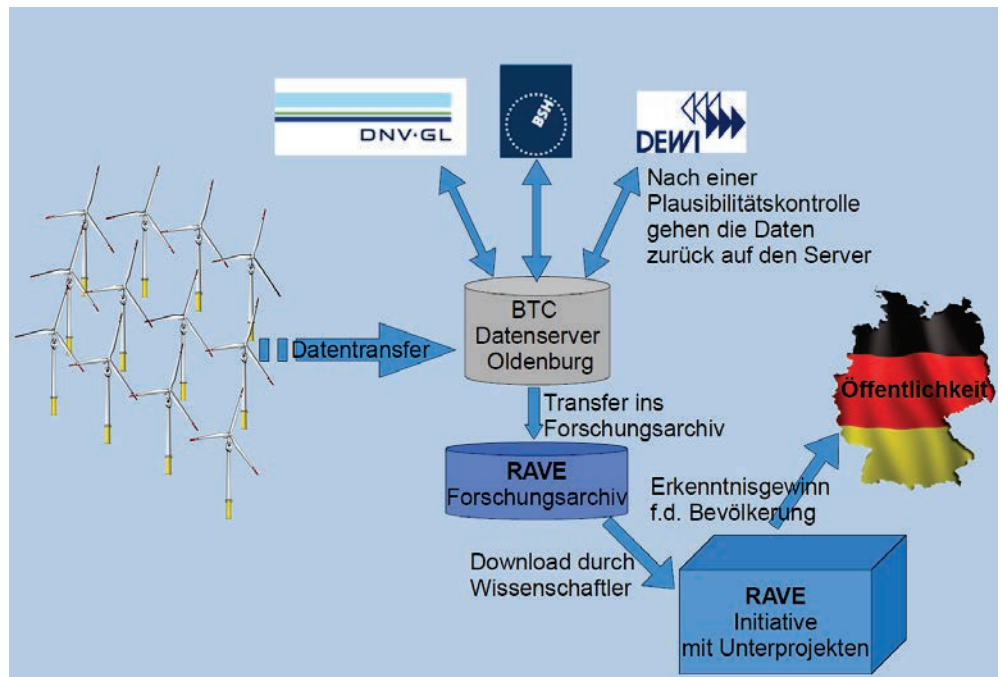 DNV·GL
BSH
DEWI
Nach einer
Plausibilitätskontrolle
gehen die Daten
zurück auf den Server
BTC
Datenserver
Oldenburg
Datentransfer
Öffentlichkeit
Transfer ins
Forschungsarchiv
RAVE
Forschungsarchiv
Erkenntnisgewinn
f.d. Bevölkerung
Download durch
Wissenschaftler
RAVE
Initiative
mit Unterprojekten